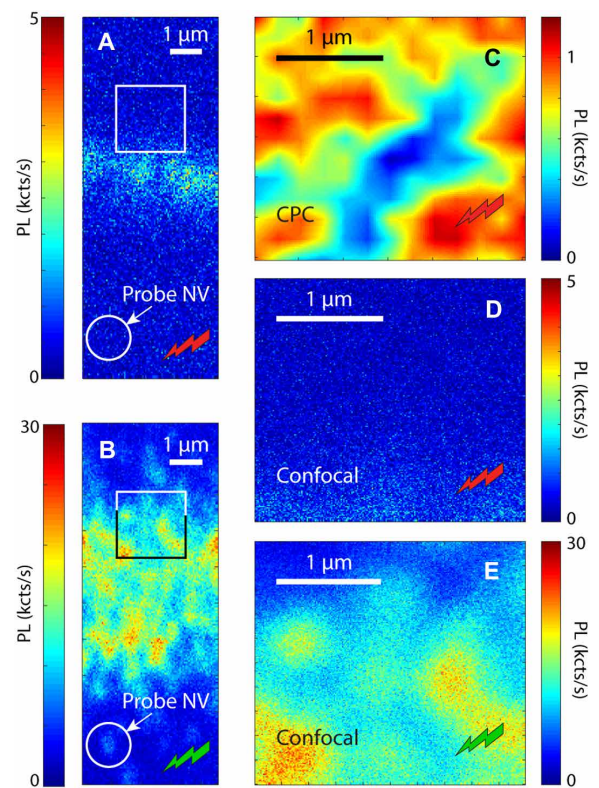 5
A
1 µm
PL (kcts/s)
Probe NV
0
30
B
1 µm
PL (kcts/s)
Probe NV
0
1 µm
C
CPC
1
PL (kcts/s)
0
1 µm
D
Confocal
5
PL (kcts/s)
0
1 µm
E
Confocal
30
PL (kcts/s)
0